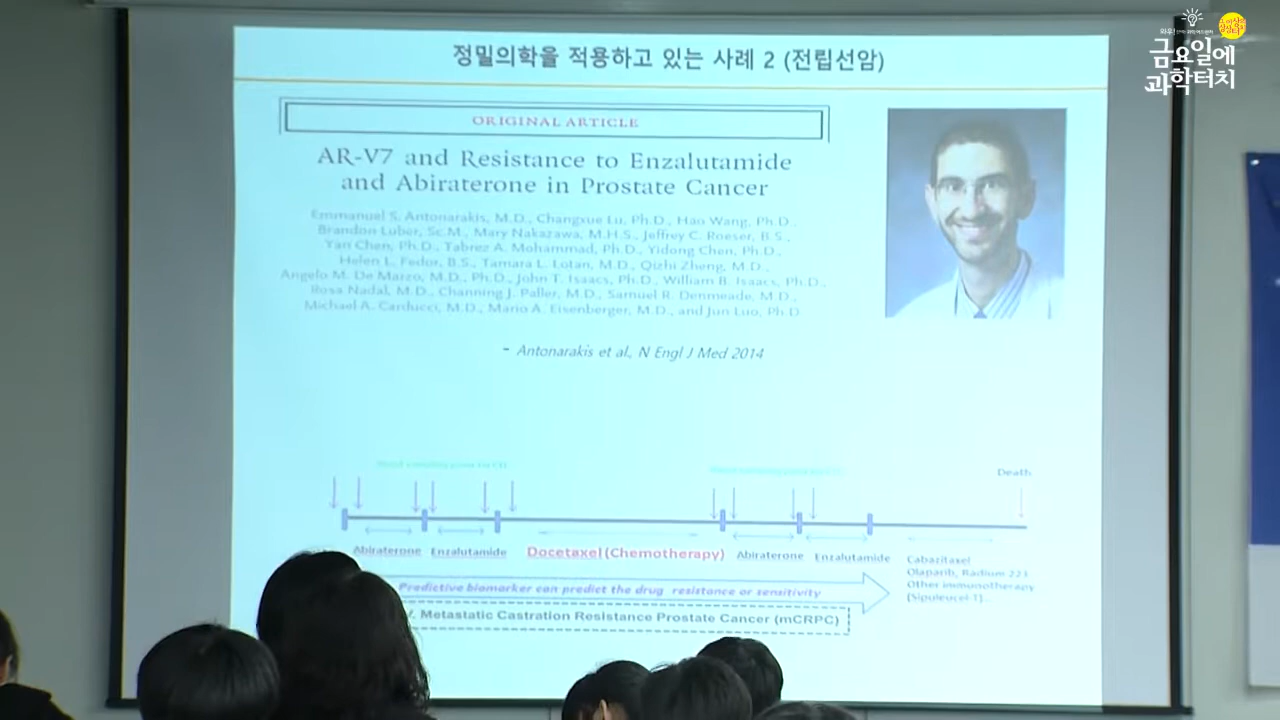 정밀의학을 적용하고 있는 사례 2 (전립선암)
금요일에
과학터치
ORIGINAL ARTICLE
AR-V7 and Resistance to Enzalutamide
and Abiraterone in Prostate Cancer
Emmanuel S. Antonarakis, M.D., Changxue Lu, Ph.D., Hao Wang, Ph.D.,
Brandon Luber, Sc.M., Mary Nakazawa, M.H.S., Jeffrey C. Roeser, B.S.,
Yan Chen, Ph.D., Tabrez A. Mohammad, Ph.D., Yidong Chen, Ph.D.,
Helen L. Fedor, B.S., Tamara L. Lotan, M.D., Qizhi Zheng, M.D.,
Angelo M. De Marzo, M.D., Ph.D., John T. Isaacs, Ph.D., William B. Isaacs, Ph.D.,
Rosa Nadal, M.D., Channing J. Paller, M.D., Samuel R. Denmeade, M.D.,
Michael A. Carducci, M.D., Mario A. Eisenberger, M.D., and Jun Luo, Ph.D.
- Antonarakis et al., N Engl J Med 2014
Death
Abiraterone Enzalutamide Docetaxel (Chemotherapy) Abiraterone Enzalutamide
Cabazitaxel
Olaparib, Radium 223
Other immunotherapy
(Sipuleucel-T)...
Predictive biomarker can predict the drug resistance or sensitivity
. Metastatic Castration Resistance Prostate Cancer (mCRPC)